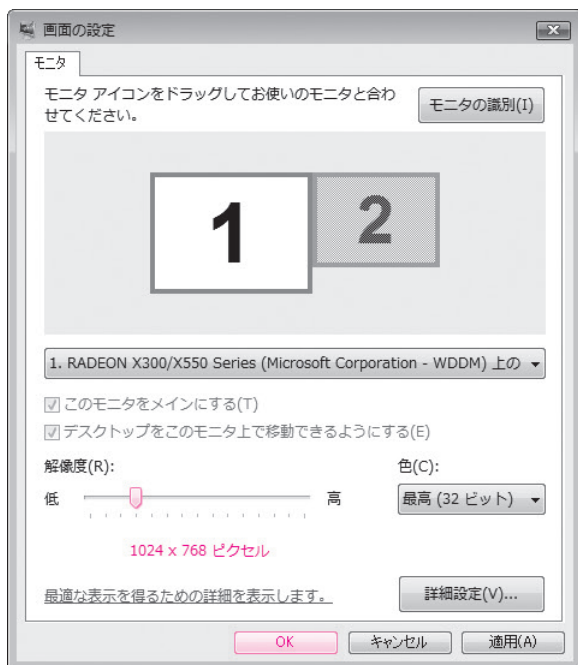 画面の設定
モニタ
モニタ アイコンをドラッグしてお使いのモニタと合わ
せてください。
モニタの識別(I)
1
2
1. RADEON X300/X550 Series (Microsoft Corporation - WDDM) 上の
このモニタをメインにする(T)
デスクトップをこのモニタ上で移動できるようにする(E)
解像度(R):
色(C):
低
高
最高 (32 ビット)
1024 x 768 ピクセル
最適な表示を得るための詳細を表示します。
詳細設定(V)...
OK
キャンセル
適用(A)